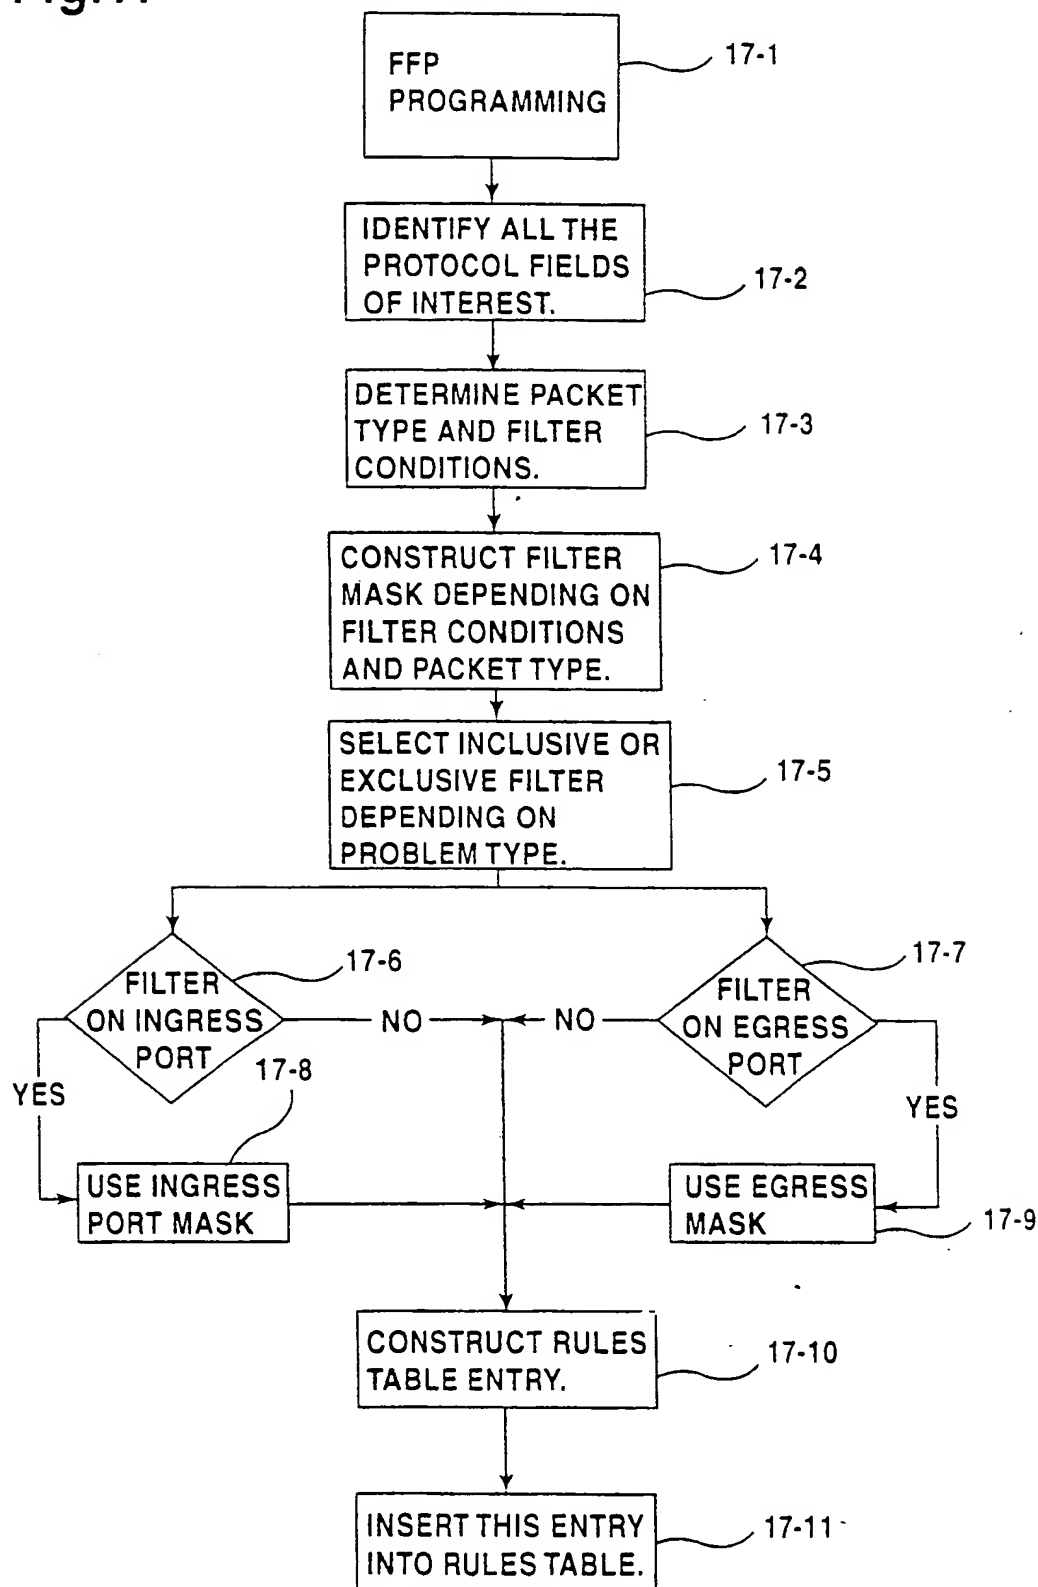 FFP
PROGRAMMING
17-1
IDENTIFY ALL THE
PROTOCOL FIELDS
OF INTEREST.
17-2
DETERMINE PACKET
TYPE AND FILTER
CONDITIONS.
17-3
CONSTRUCT FILTER
MASK DEPENDING ON
FILTER CONDITIONS
AND PACKET TYPE.
17-4
SELECT INCLUSIVE OR
EXCLUSIVE FILTER
DEPENDING ON
PROBLEM TYPE.
17-5
FILTER
ON INGRESS
PORT
17-6
NO
NO
FILTER
ON EGRESS
PORT
17-7
YES
17-8
YES
USE INGRESS
PORT MASK
USE EGRESS
MASK
17-9
CONSTRUCT RULES
TABLE ENTRY.
17-10
INSERT THIS ENTRY
INTO RULES TABLE.
17-11